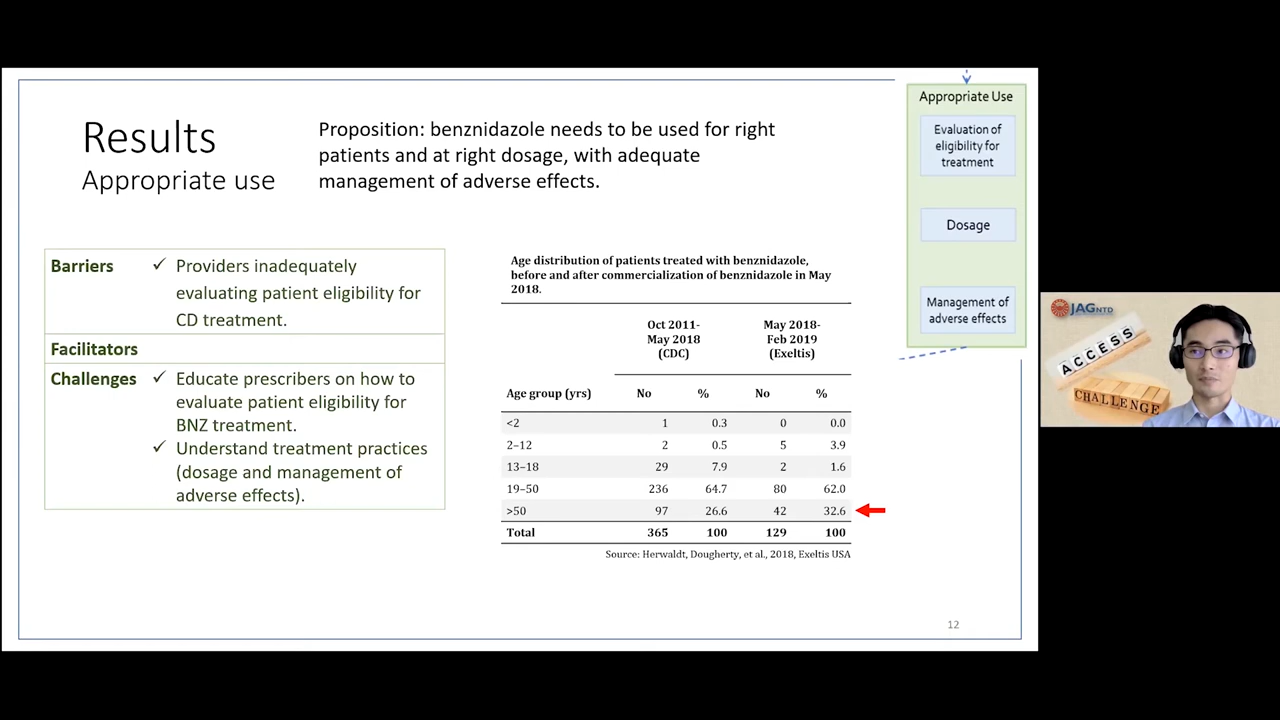 Results
Appropriate use
Proposition: benznidazole needs to be used for right
patients and at right dosage, with adequate
management of adverse effects.
Barriers ✓ Providers inadequately
evaluating patient eligibility for
CD treatment.
Facilitators
Challenges ✓ Educate prescribers on how to
evaluate patient eligibility for
BNZ treatment.
✓ Understand treatment practices
(dosage and management of
adverse effects).
Age distribution of patients treated with benznidazole,
before and after commercialization of benznidazole in May
2018.
Oct 2011- May 2018-
May 2018 Feb 2019
(CDC) (Exeltis)
Age group (yrs) No % No %
<2 1 0.3 0 0.0
2–12 2 0.5 5 3.9
13–18 29 7.9 2 1.6
19–50 236 64.7 80 62.0
>50 97 26.6 42 32.6
Total 365 100 129 100
Source: Herwaldt, Dougherty, et al., 2018, Exeltis USA
12
Appropriate Use
Evaluation of
eligibility for
treatment
Dosage
Management of
adverse effects
JAGNTD
ACCESS
CHALLENGE